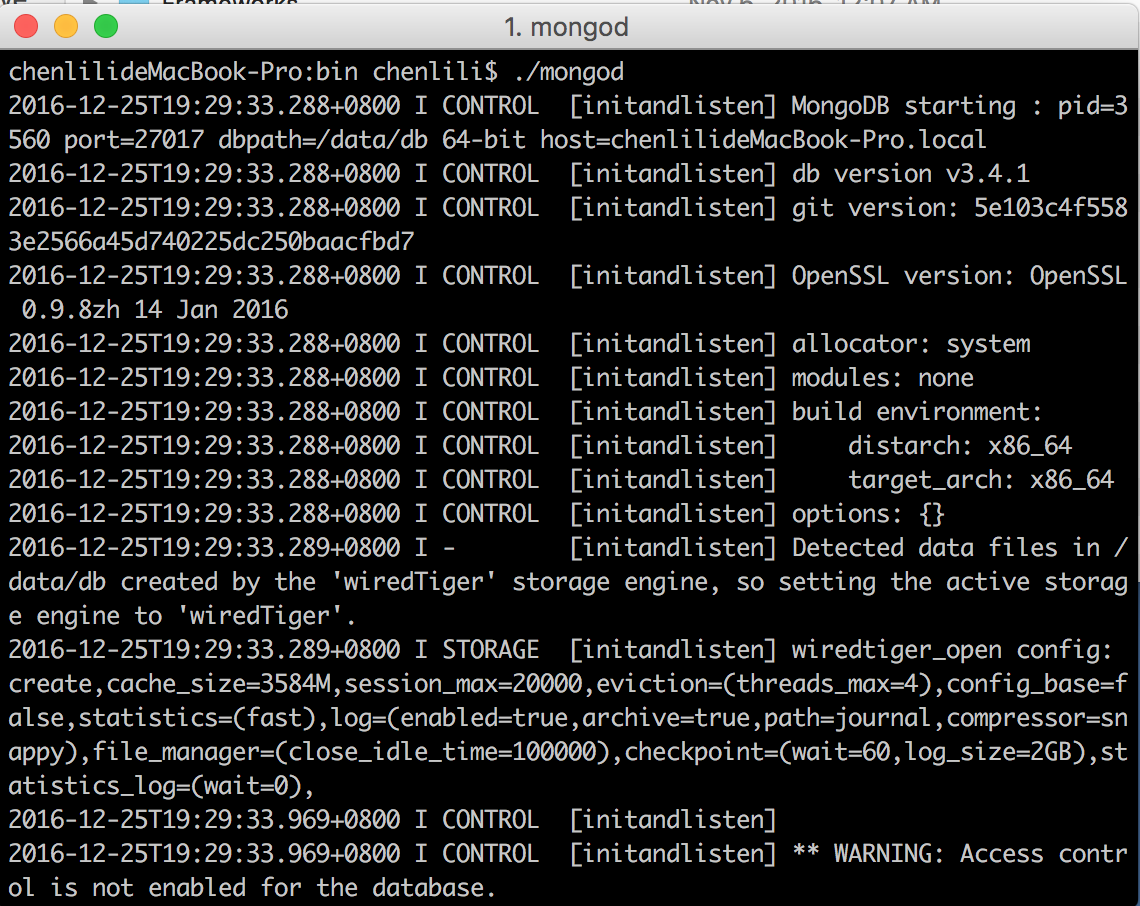 1. mongod
chenlilideMacBook-Pro:bin chenlili$ ./mongod
2016-12-25T19:29:33.288+0800 I CONTROL  [initandlisten] MongoDB starting : pid=3
560 port=27017 dbpath=/data/db 64-bit host=chenlilideMacBook-Pro.local
2016-12-25T19:29:33.288+0800 I CONTROL  [initandlisten] db version v3.4.1
2016-12-25T19:29:33.288+0800 I CONTROL  [initandlisten] git version: 5e103c4f558
3e2566a45d740225dc250baacfbd7
2016-12-25T19:29:33.288+0800 I CONTROL  [initandlisten] OpenSSL version: OpenSSL
 0.9.8zh 14 Jan 2016
2016-12-25T19:29:33.288+0800 I CONTROL  [initandlisten] allocator: system
2016-12-25T19:29:33.288+0800 I CONTROL  [initandlisten] modules: none
2016-12-25T19:29:33.288+0800 I CONTROL  [initandlisten] build environment:
2016-12-25T19:29:33.288+0800 I CONTROL  [initandlisten]     distarch: x86_64
2016-12-25T19:29:33.288+0800 I CONTROL  [initandlisten]     target_arch: x86_64
2016-12-25T19:29:33.288+0800 I CONTROL  [initandlisten] options: {}
2016-12-25T19:29:33.289+0800 I -        [initandlisten] Detected data files in /
data/db created by the 'wiredTiger' storage engine, so setting the active storag
e engine to 'wiredTiger'.
2016-12-25T19:29:33.289+0800 I STORAGE  [initandlisten] wiredtiger_open config:
create,cache_size=3584M,session_max=20000,eviction=(threads_max=4),config_base=f
alse,statistics=(fast),log=(enabled=true,archive=true,path=journal,compressor=sn
appy),file_manager=(close_idle_time=100000),checkpoint=(wait=60,log_size=2GB),st
atistics_log=(wait=0),
2016-12-25T19:29:33.969+0800 I CONTROL  [initandlisten]
2016-12-25T19:29:33.969+0800 I CONTROL  [initandlisten] ** WARNING: Access contr
ol is not enabled for the database.